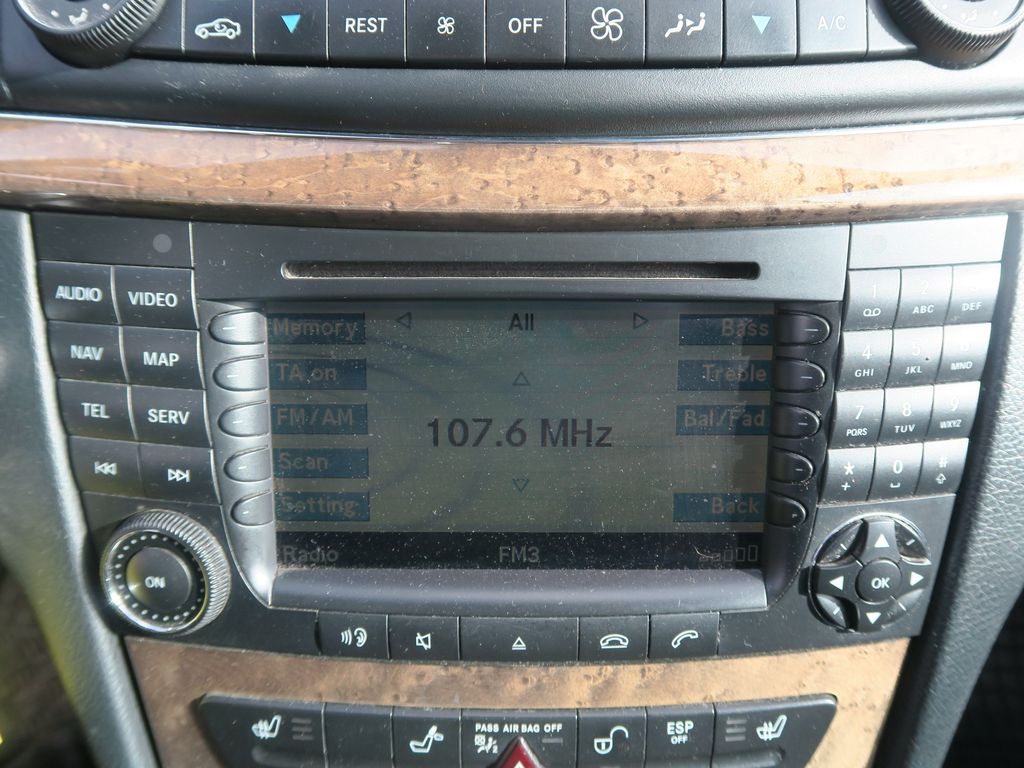 REST OFF A/C
AUDIO VIDEO
NAV MAP
TEL SERV
ON
Memory All Bass
TA on Treble
FM/AM 107.6 MHz Bal/Fad
Scan
Setting Back
Radio FM3
1 2 ABC DEF
4 GHI 5 JKL 6 MNO
7 PQRS 8 TUV 9 WXYZ
* + 0 #
OK
PASS AIR BAG OFF
ESP
OFF